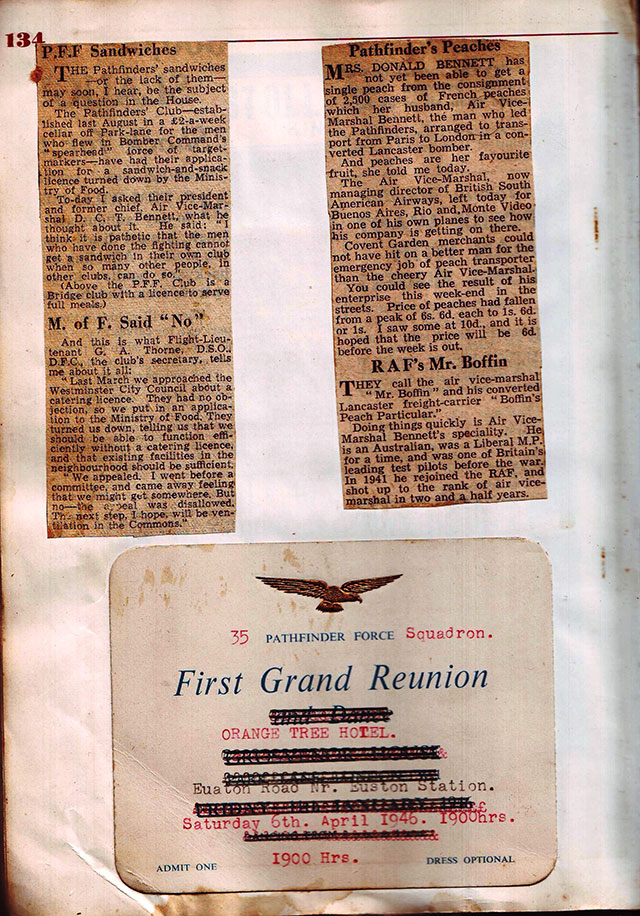 134
P.F.F Sandwiches
THE Pathfinders' sandwiches
—or the lack of them—
may soon, I hear, be the subject
of a question in the House.
The Pathfinders' Club—estab-
lished last August in a £2-a-week
cellar off Park-lane for the men
who flew in Bomber Command's
"spearhead" force of target-
markers—have had their applica-
tion for a sandwich-and-snack
licence turned down by the Minis-
try of Food.
To-day I asked their president
and former chief, Air Vice-Mar-
shal D. C. T. Bennett, what he
thought about it. He said: "I
think it is pathetic that the men
who have done the fighting cannot
get a sandwich in their own club
when so many other people, in
other clubs, can do so."
(Above the P.F.F. Club is a
Bridge club with a licence to serve
full meals.)
M. of F. Said "No"
And this is what Flight-Lieu-
tenant G. A. Thorne, D.S.O.,
D.F.C., the club's secretary, tells
me about it all:
"Last March we approached the
Westminster City Council about a
catering licence. They had no ob-
jection, so we put in an applica-
tion to the Ministry of Food. They
turned us down, telling us that we
should be able to function effi-
ciently without a catering licence,
and that existing facilities in the
neighbourhood should be sufficient.
"We appealed. I went before a
committee, and came away feeling
that we might get somewhere. But
no—the appeal was disallowed.
The next step, I hope, will be ven-
tilation in the Commons."
Pathfinder's Peaches
MRS. DONALD BENNETT has
not yet been able to get a
single peach from the consignment
of 2,500 cases of French peaches
which her husband, Air Vice-
Marshal Bennett, the man who led
the Pathfinders, arranged to trans-
port from Paris to London in a con-
verted Lancaster bomber.
And peaches are her favourite
fruit, she told me today.
The Air Vice-Marshal, now
managing director of British South
American Airways, left today for
Buenos Aires, Rio and Monte Video
in one of his own planes to see how
his company is getting on there.
Covent Garden merchants could
not have hit on a better man for the
emergency job of peach transporter
than the cheery Air Vice-Marshal.
You could see the result of his
enterprise this week-end in the
streets. Price of peaches had fallen
from a peak of 6s. 6d. each to 1s. 6d.
or 1s. I saw some at 10d., and it is
hoped that the price will be 6d.
before the week is out.
RAF's Mr. Boffin
THEY call the air vice-marshal
"Mr. Boffin" and his converted
Lancaster freight-carrier "Boffin's
Peach Particular."
Doing things quickly is Air Vice-
Marshal Bennett's speciality. He
is an Australian, was a Liberal M.P.
for a time, and was one of Britain's
leading test pilots before the war.
In 1941 he rejoined the RAF, and
shot up to the rank of air vice-
marshal in two and a half years.
35 PATHFINDER FORCE Squadron.
First Grand Reunion
and Dance
ORANGE TREE HOTEL.
Euaton Road Nr. Euston Station.
Saturday 6th. April 1946. 1900hrs.
1900 Hrs.
ADMIT ONE
DRESS OPTIONAL